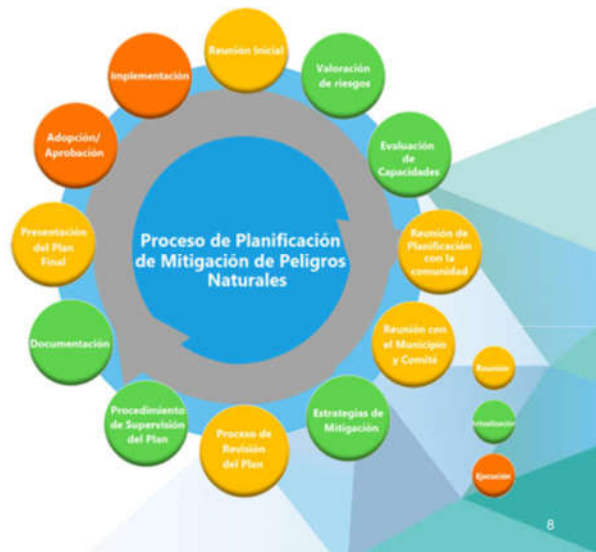 Reunión Inicial
Valoración
de riesgos
Evaluación
de
Capacidades
Reunión de
Planificación
con la
comunidad
Reunión con
el Municipio
y Comité
Estrategias de
Mitigación
Proceso de
Revisión
del Plan
Procedimiento
de Supervisión
del Plan
Documentación
Presentación
del Plan
Final
Adopción/
Aprobación
Implementación
Proceso de Planificación
de Mitigación de Peligros
Naturales
Reunión
Actualización
Ejecución
8